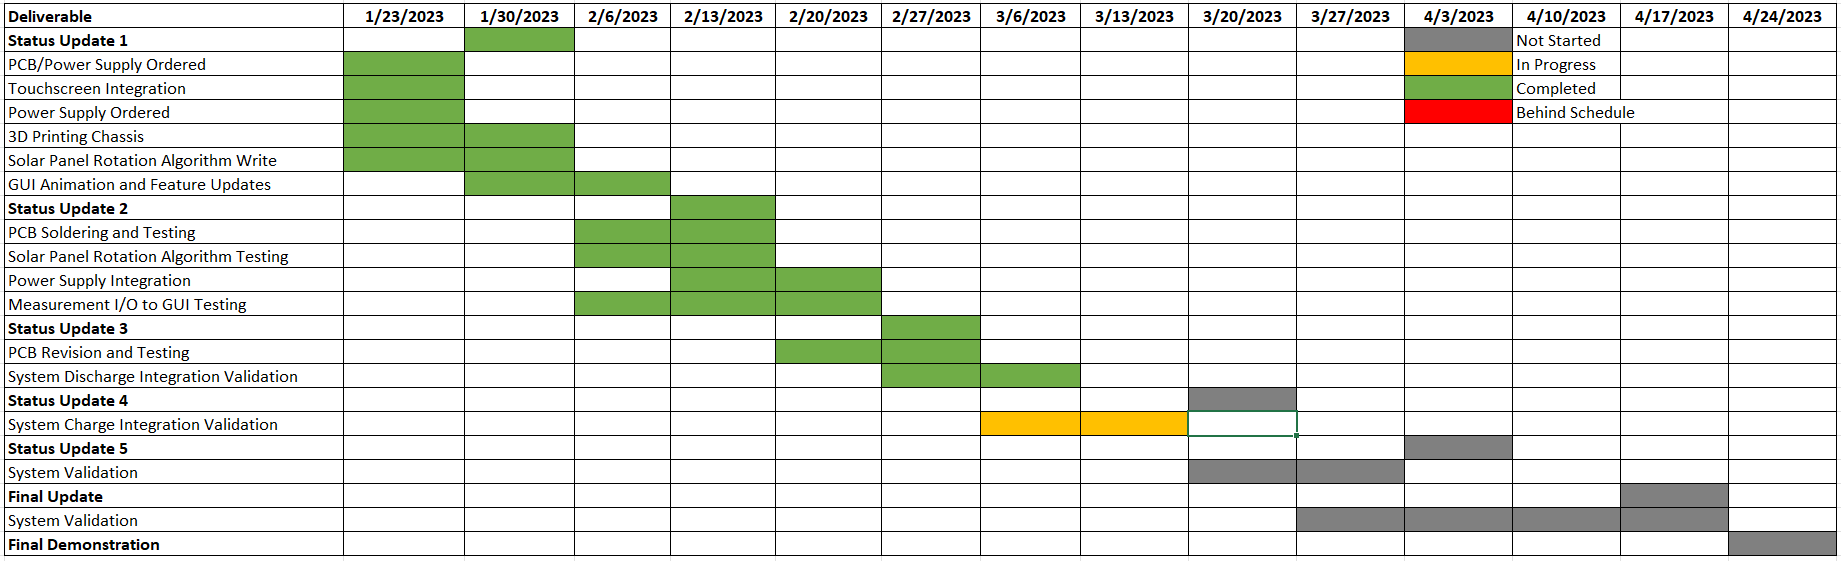 Deliverable 1/23/2023 1/30/2023 2/6/2023 2/13/2023 2/20/2023 2/27/2023 3/6/2023 3/13/2023 3/20/2023 3/27/2023 4/3/2023 4/10/2023 4/17/2023 4/24/2023
Status Update 1 Not Started
PCB/Power Supply Ordered In Progress
Touchscreen Integration Completed
Power Supply Ordered Behind Schedule
3D Printing Chassis
Solar Panel Rotation Algorithm Write
GUI Animation and Feature Updates
Status Update 2
PCB Soldering and Testing
Solar Panel Rotation Algorithm Testing
Power Supply Integration
Measurement I/O to GUI Testing
Status Update 3
PCB Revision and Testing
System Discharge Integration Validation
Status Update 4
System Charge Integration Validation
Status Update 5
System Validation
Final Update
System Validation
Final Demonstration